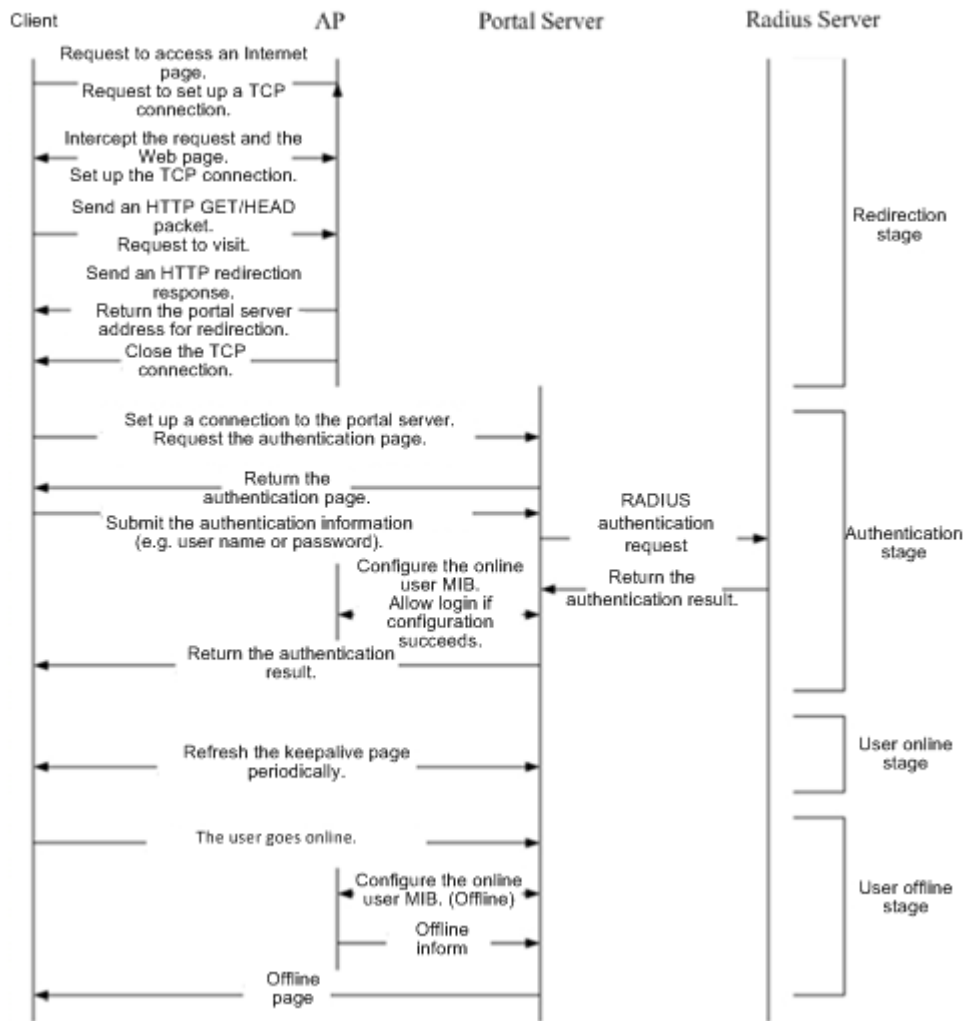 Client
AP
Portal Server
Radius Server
Request to access an Internet
page.
Request to set up a TCP
connection.
Intercept the request and the
Web page.
Set up the TCP connection.
Send an HTTP GET/HEAD
packet.
Request to visit.
Redirection
stage
Send an HTTP redirection
response.
Return the portal server
address for redirection.
Close the TCP
connection.
Set up a connection to the portal server.
Request the authentication page.
Return the
authentication page.
Submit the authentication information
(e.g. user name or password).
RADIUS
authentication
request
Authentication
stage
Configure the online
user MIB.
Allow login if
configuration
succeeds.
Return the
authentication result.
Return the authentication
result.
Refresh the keepalive page
periodically.
User online
stage
The user goes online.
Configure the online
user MIB. (Offline)
User offline
stage
Offline
inform
Offline
page